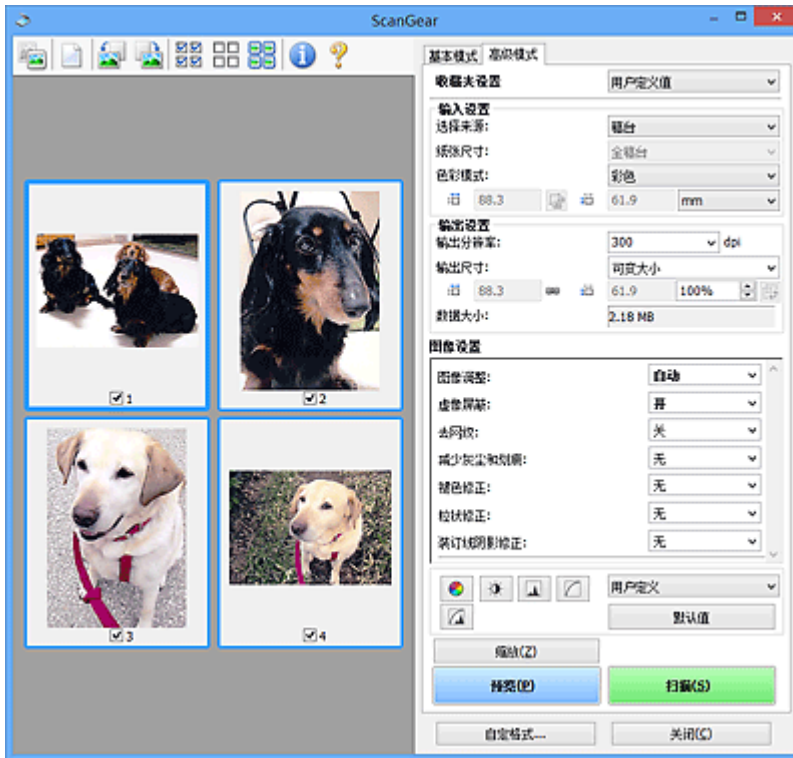 ScanGear
基本模式 高级模式
收藏夹设置 用户定义值
输入设置
选择来源: 稿台
纸张尺寸: 全稿台
色彩模式: 彩色
88.3 61.9 mm
输出设置
输出分辨率: 300 dpi
输出尺寸: 可变大小
88.3 61.9 100%
数据大小: 2.18 MB
图像设置
图像调整: 自动
虚像屏蔽: 开
去网纹: 关
减少灰尘和划痕: 无
褪色修正: 无
粒状修正: 无
装订线阴影修正: 无
用户定义
默认值
缩放(Z)
预览(P) 扫描(S)
自定格式... 关闭(C)
1
2
3
4